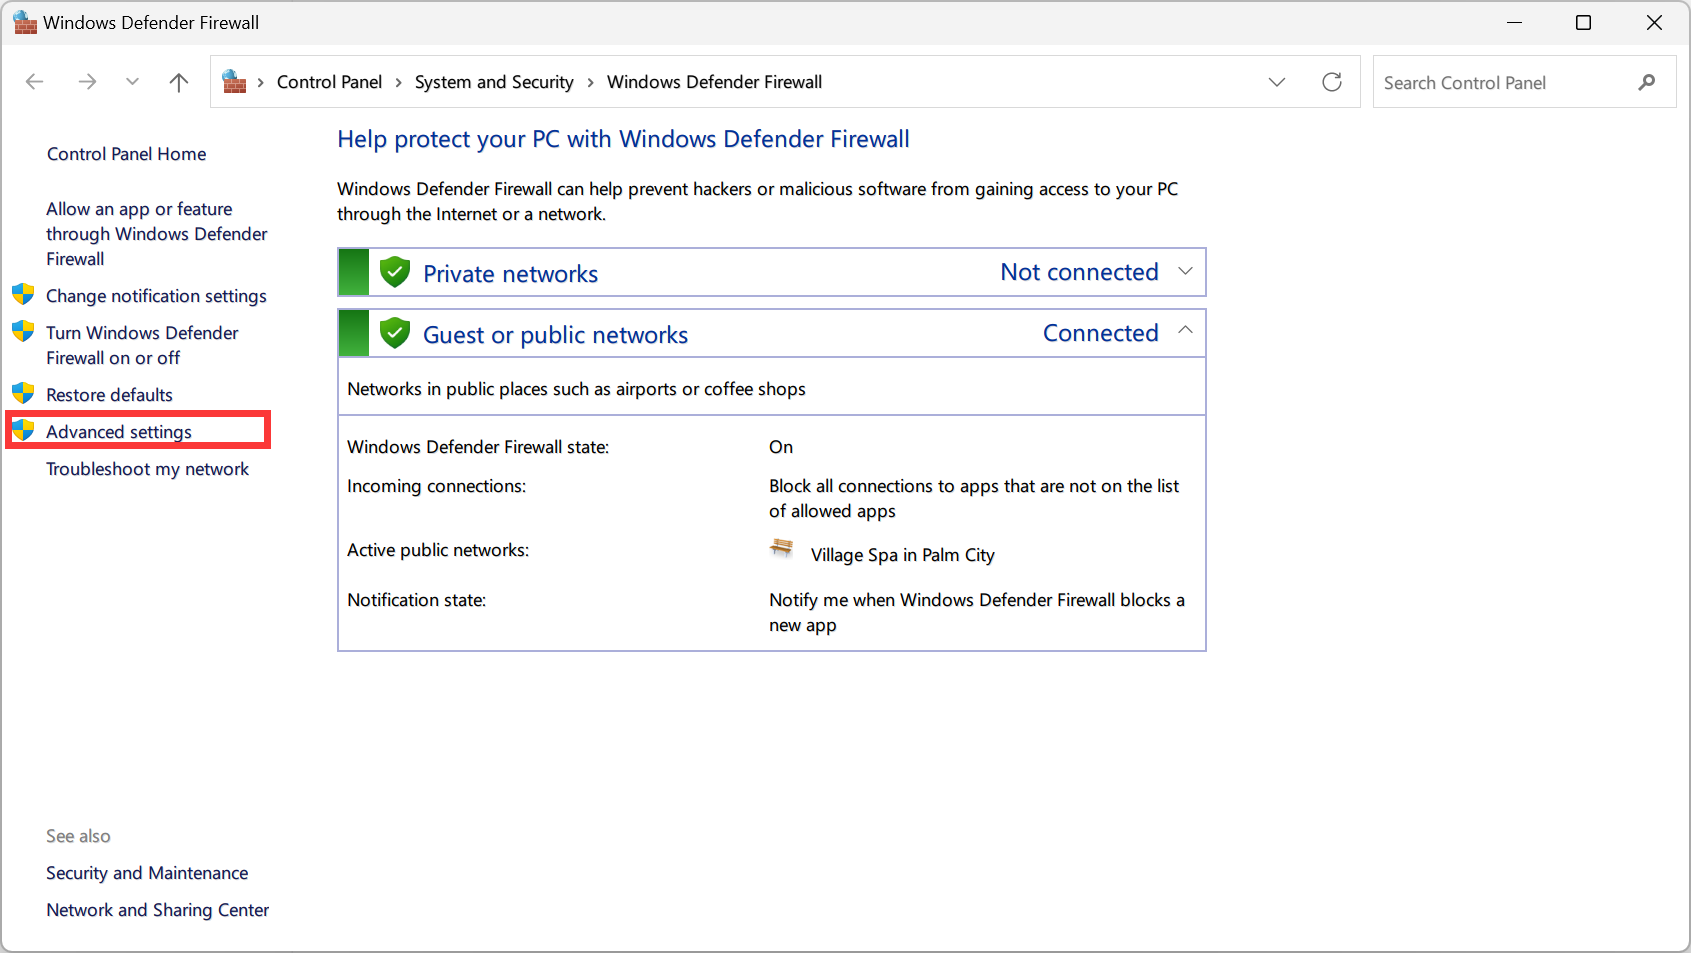 Windows Defender Firewall
Control Panel > System and Security > Windows Defender Firewall
Search Control Panel
Control Panel Home
Allow an app or feature
through Windows Defender
Firewall
Change notification settings
Turn Windows Defender
Firewall on or off
Restore defaults
Advanced settings
Troubleshoot my network
See also
Security and Maintenance
Network and Sharing Center
Help protect your PC with Windows Defender Firewall
Windows Defender Firewall can help prevent hackers or malicious software from gaining access to your PC
through the Internet or a network.
Private networks Not connected
Guest or public networks Connected
Networks in public places such as airports or coffee shops
Windows Defender Firewall state: On
Incoming connections: Block all connections to apps that are not on the list
of allowed apps
Active public networks: Village Spa in Palm City
Notification state: Notify me when Windows Defender Firewall blocks a
new app